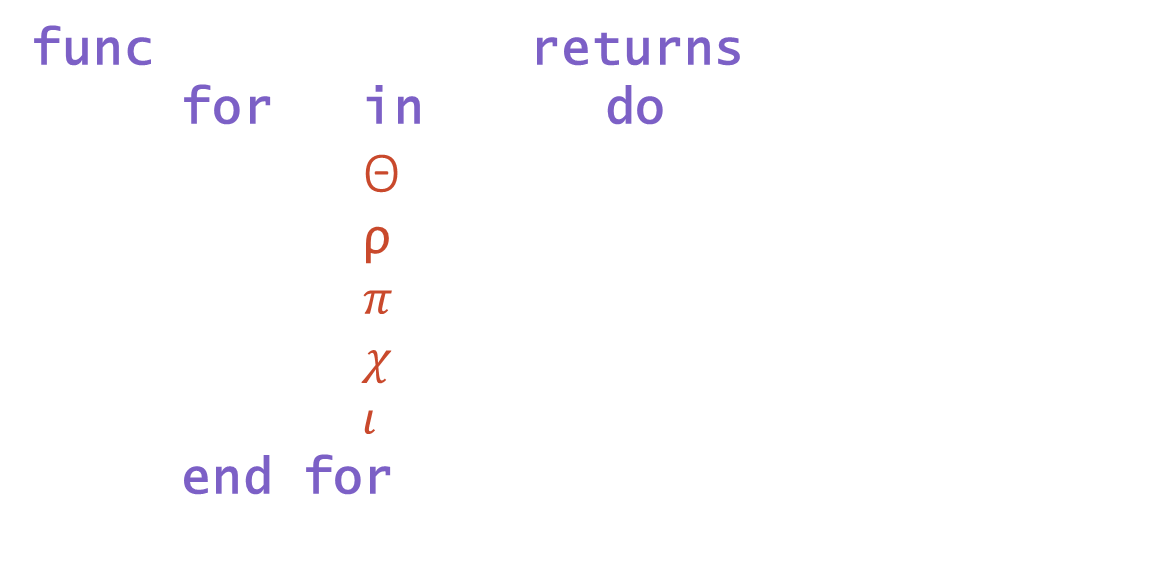 func returns
for in do
Θ
ρ
π
χ
ι
end for